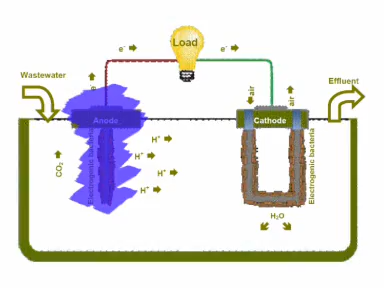 e⁻
e⁻
Load
Wastewater
Effluent
e⁻
air
air
Anode
Cathode
H⁺
H⁺
H⁺
H⁺
CO₂
Electrogenic bacteria
Electrogenic bacteria
H₂O